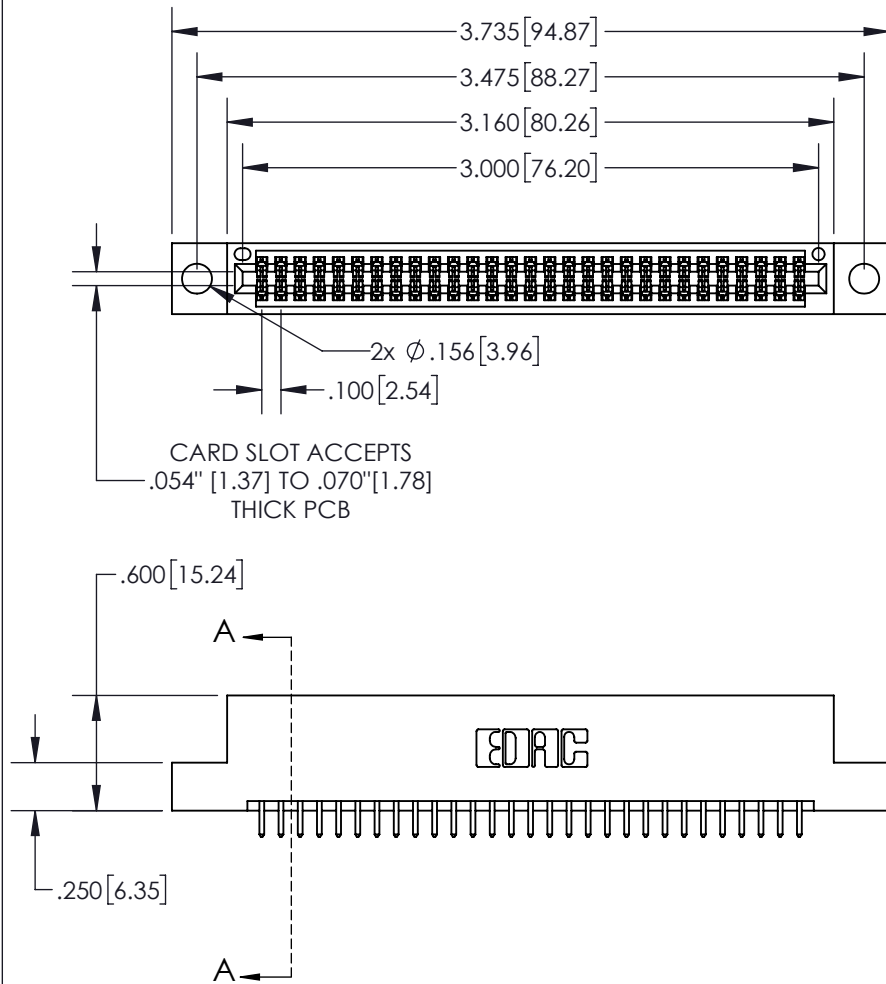 3.735[94.87]
3.475[88.27]
3.160[80.26]
3.000[76.20]
2x Ø.156[3.96]
.100[2.54]
CARD SLOT ACCEPTS
.054" [1.37] TO .070"[1.78]
THICK PCB
.600[15.24]
A
EDAC
.250[6.35]
A